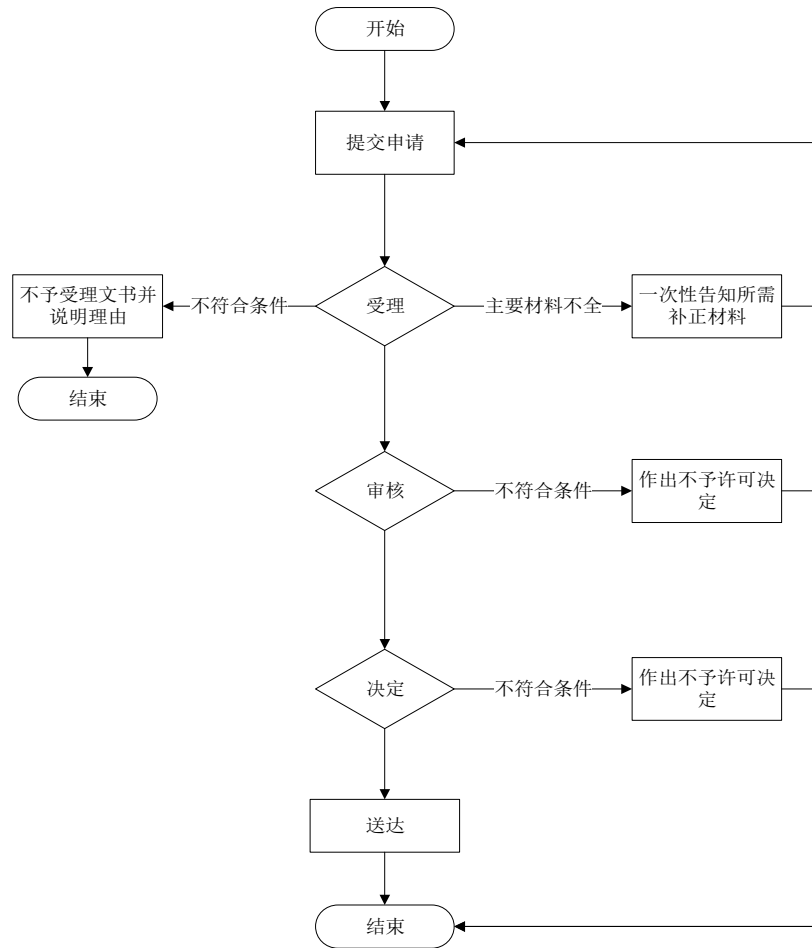 开始
提交申请
不予受理文书并
说明理由
不符合条件
受理
主要材料不全
一次性告知所需
补正材料
结束
审核
不符合条件
作出不予许可决
定
决定
不符合条件
作出不予许可决
定
送达
结束